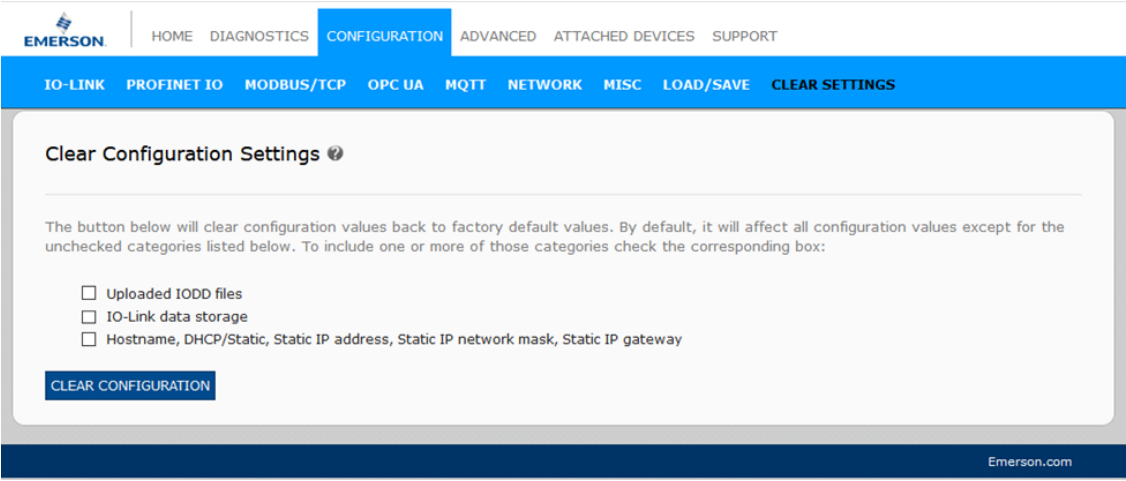 EMERSON. HOME DIAGNOSTICS CONFIGURATION ADVANCED ATTACHED DEVICES SUPPORT
IO-LINK PROFINET IO MODBUS/TCP OPC UA MQTT NETWORK MISC LOAD/SAVE CLEAR SETTINGS
Clear Configuration Settings ?
The button below will clear configuration values back to factory default values. By default, it will affect all configuration values except for the
unchecked categories listed below. To include one or more of those categories check the corresponding box:
Uploaded IODD files
IO-Link data storage
Hostname, DHCP/Static, Static IP address, Static IP network mask, Static IP gateway
CLEAR CONFIGURATION
Emerson.com